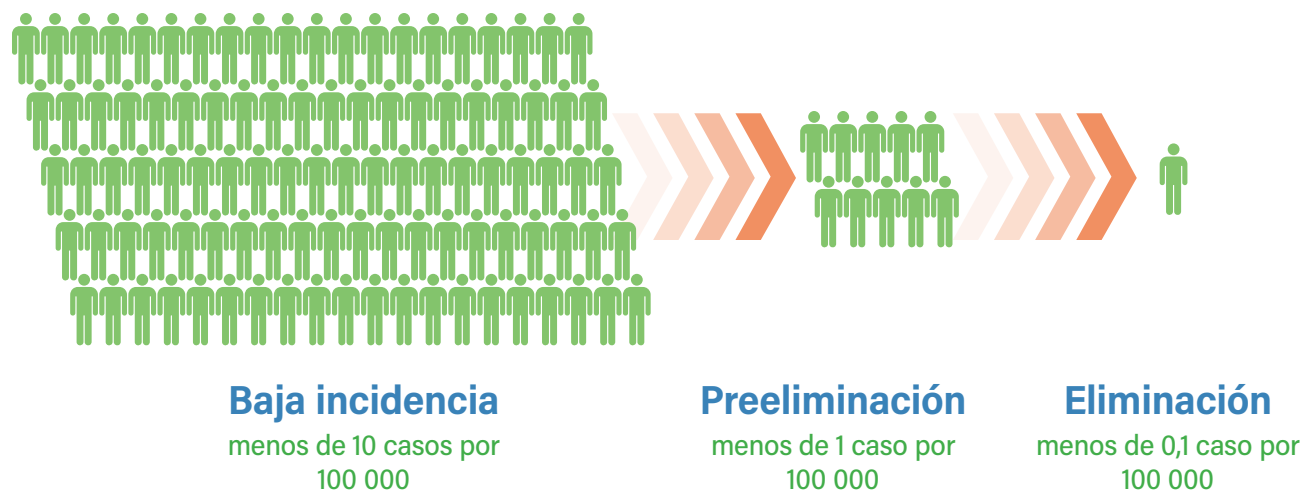 Baja incidencia
menos de 10 casos por
100 000
Preeliminación
menos de 1 caso por
100 000
Eliminación
menos de 0,1 caso por
100 000